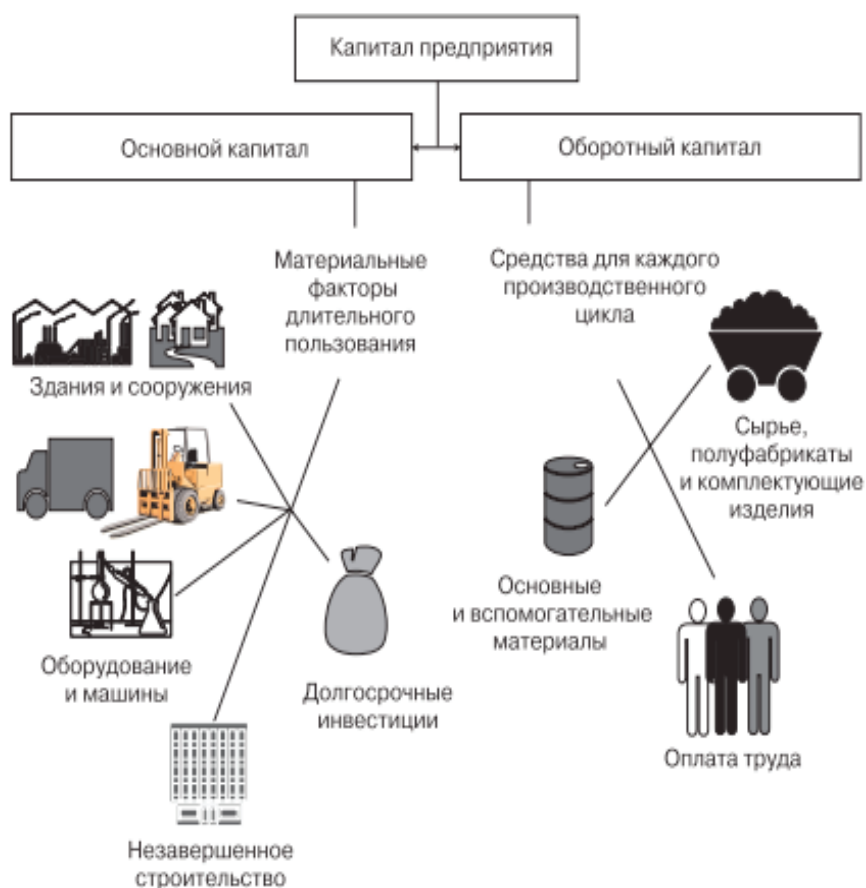 Капитал предприятия
Основной капитал
Оборотный капитал
Материальные
факторы
длительного
пользования
Средства для каждого
производственного
цикла
Здания и сооружения
Сырье,
полуфабрикаты
и комплектующие
изделия
Основные
и вспомогательные
материалы
Оборудование
и машины
Долгосрочные
инвестиции
Оплата труда
Незавершенное
строительство